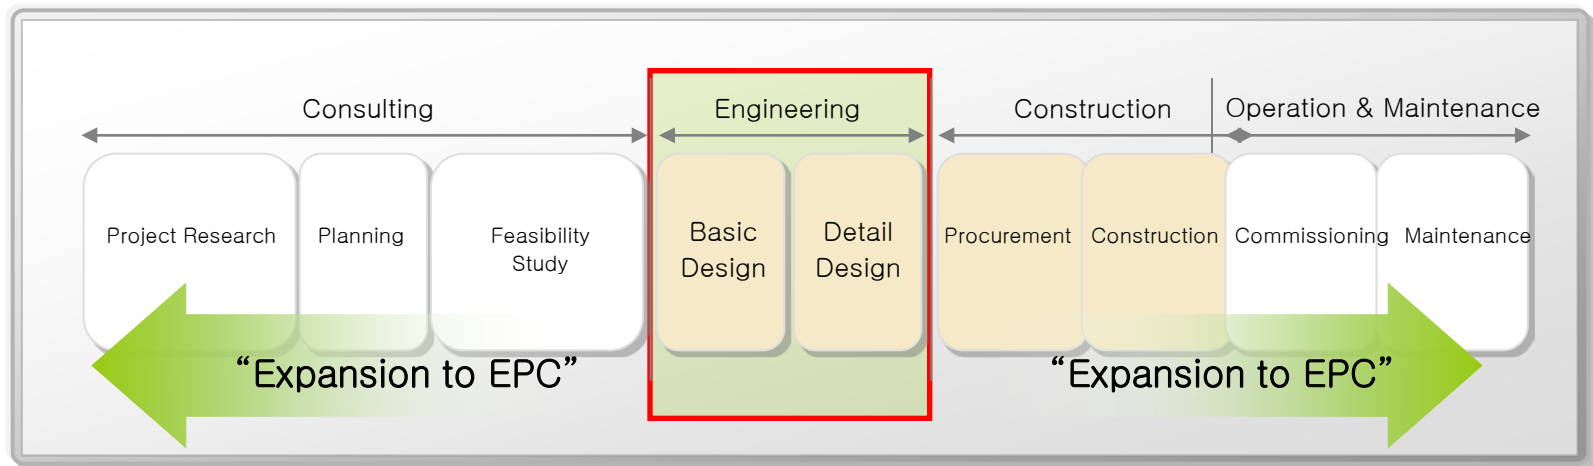 Consulting
Engineering
Construction
Operation & Maintenance
Project Research
Planning
Feasibility
Study
Basic
Design
Detail
Design
Procurement
Construction
Commissioning
Maintenance
“Expansion to EPC”
“Expansion to EPC”